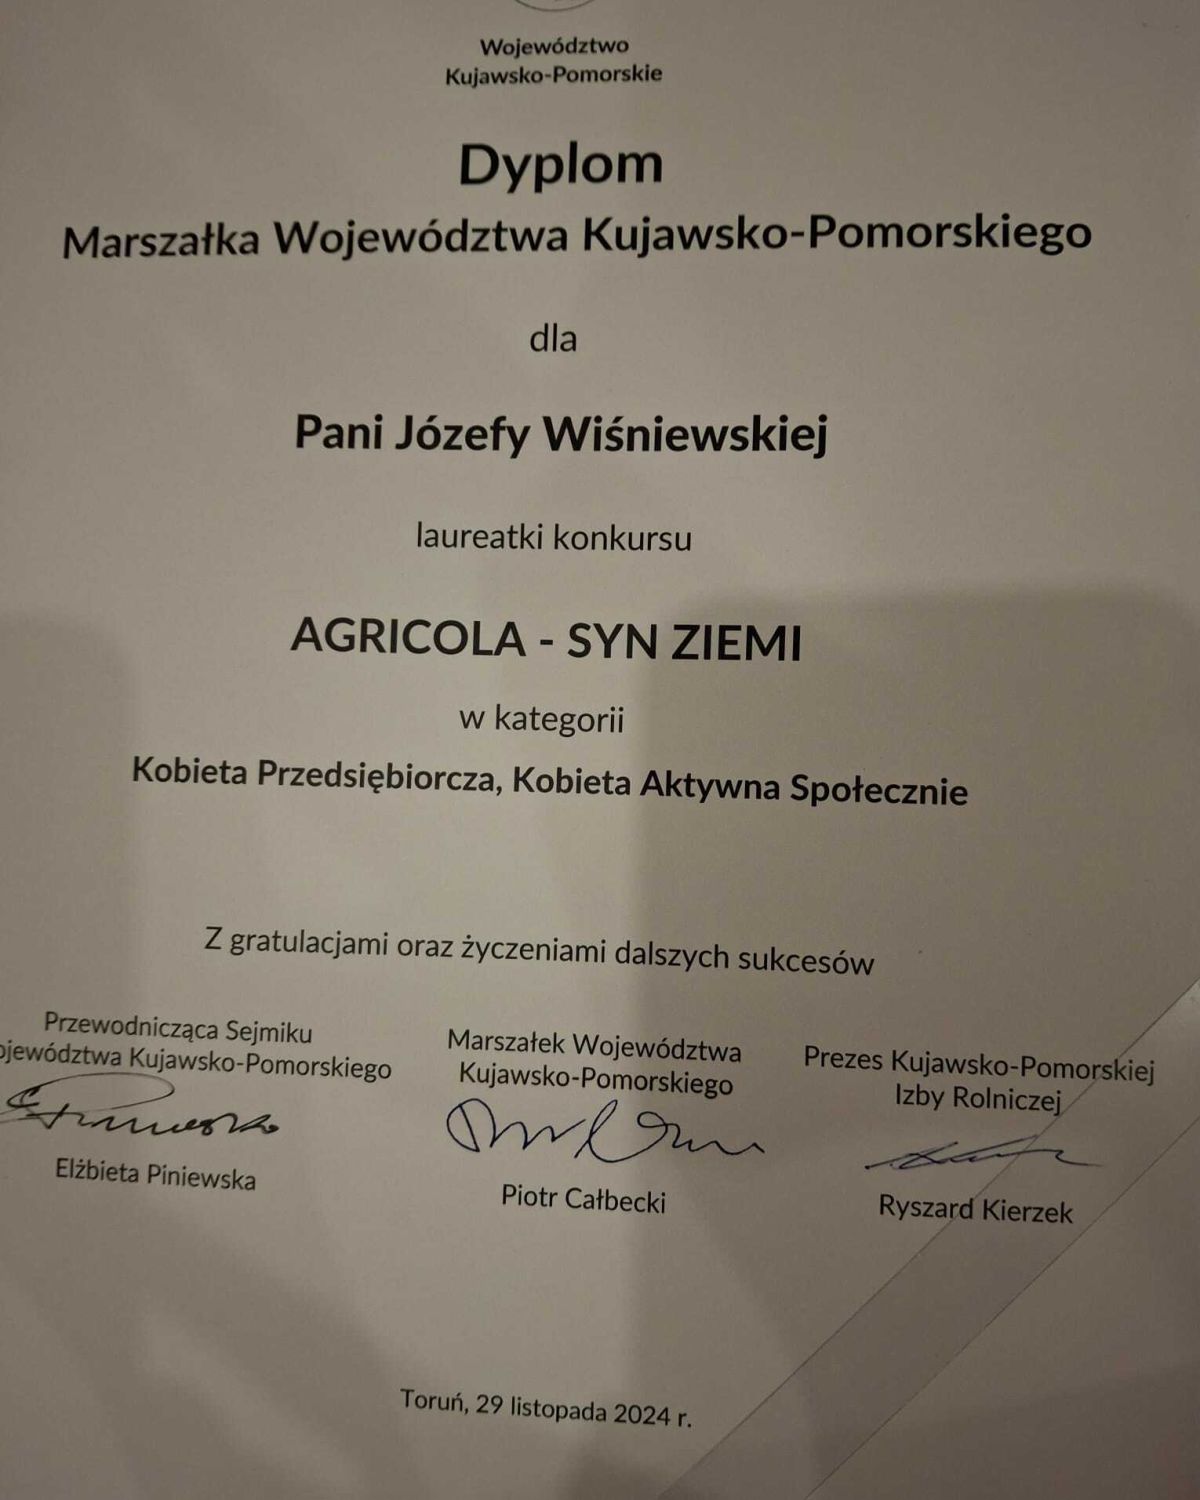 Województwo
Kujawsko-Pomorskie
Dyplom
Marszałka Województwa Kujawsko-Pomorskiego
dla
Pani Józefy Wiśniewskiej
laureatki konkursu
AGRICOLA - SYN ZIEMI
w kategorii
Kobieta Przedsiębiorcza, Kobieta Aktywna Społecznie
Z gratulacjami oraz życzeniami dalszych sukcesów
Przewodnicząca Sejmiku
ojewództwa Kujawsko-Pomorskiego
Elżbieta Piniewska
Marszałek Województwa
Kujawsko-Pomorskiego
Piotr Całbecki
Prezes Kujawsko-Pomorskiej
Izby Rolniczej
Ryszard Kierzek
Toruń, 29 listopada 2024 r.